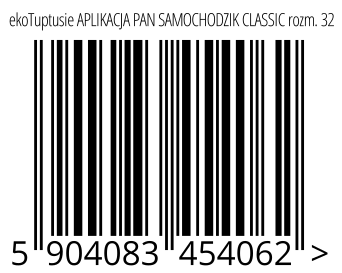 ekoTuptusie APLIKACJA PAN SAMOCHODZIK CLASSIC rozm. 32
5 904083 454062 >